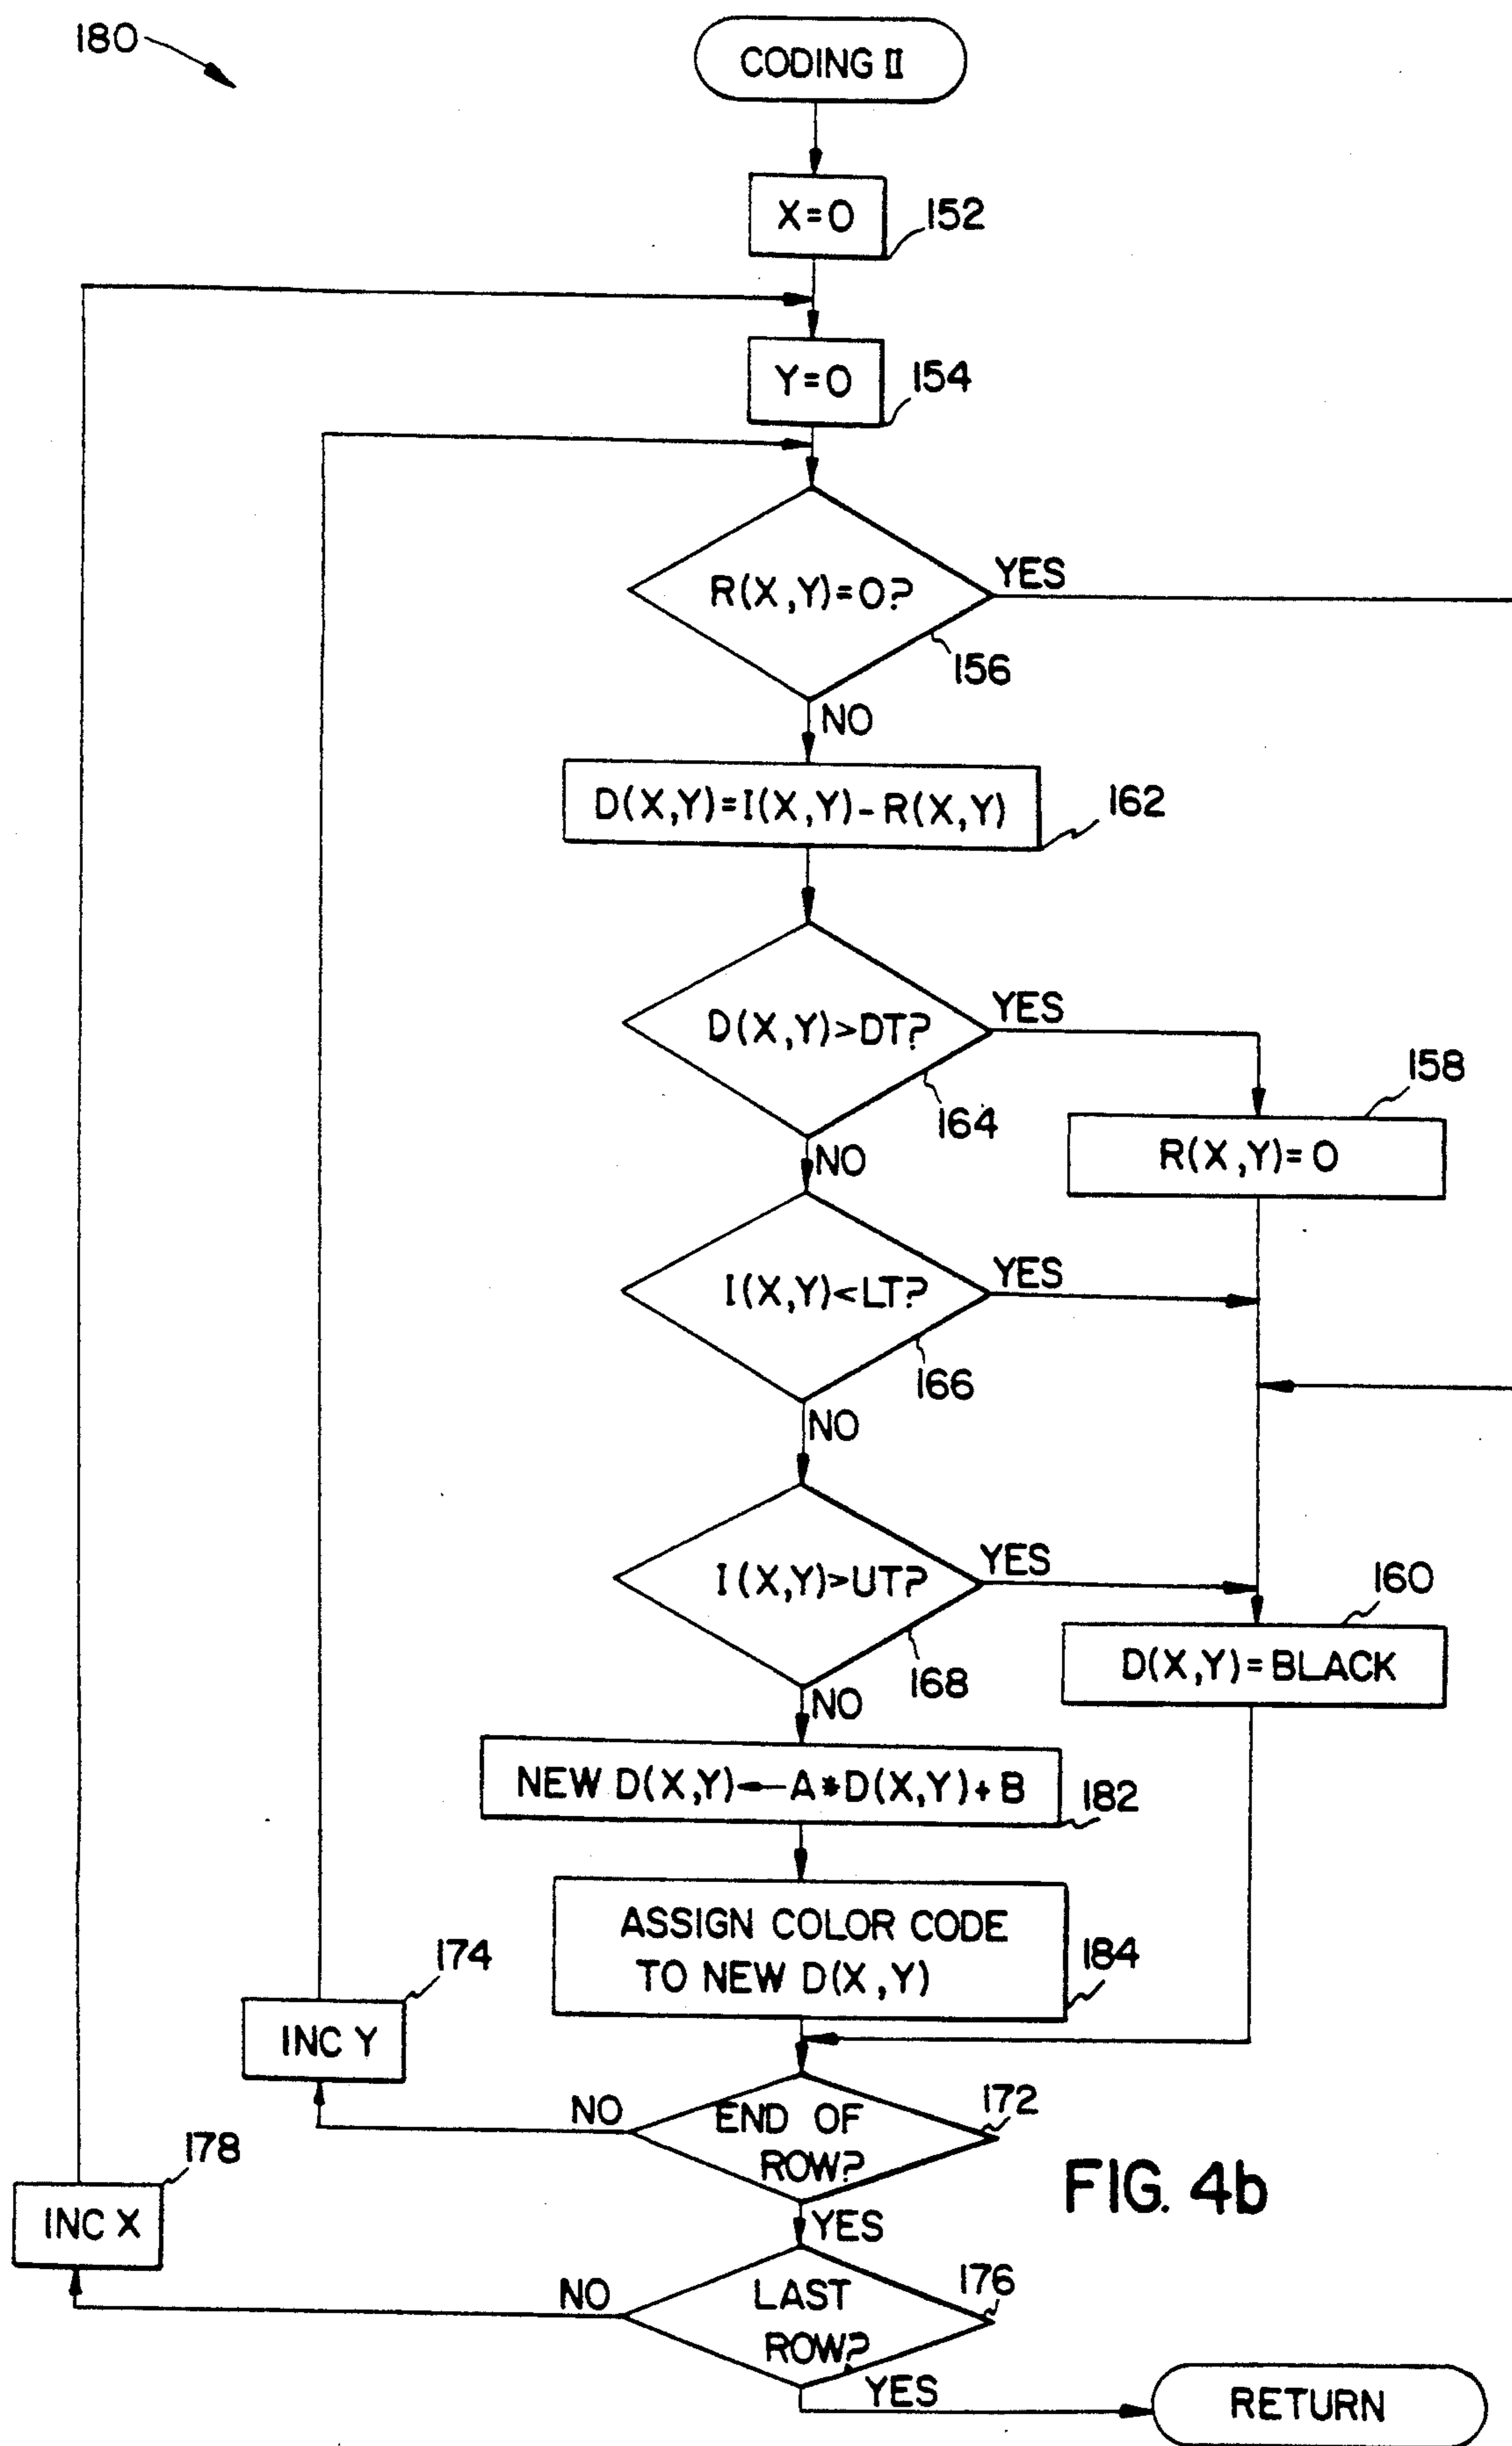 180
CODING II
X=0
152
Y=0
154
R(X,Y)=0?
YES
156
NO
D(X,Y)=I(X,Y)-R(X,Y)
162
D(X,Y)>DT?
YES
164
158
R(X,Y)=0
NO
I(X,Y)<LT?
YES
166
NO
I(X,Y)>UT?
YES
168
160
D(X,Y)=BLACK
NO
NEW D(X,Y)←A*D(X,Y)+B
182
ASSIGN COLOR CODE
TO NEW D(X,Y)
184
174
INC Y
NO
END OF
ROW?
172
178
INC X
FIG. 4b
YES
NO
LAST
ROW?
176
YES
RETURN